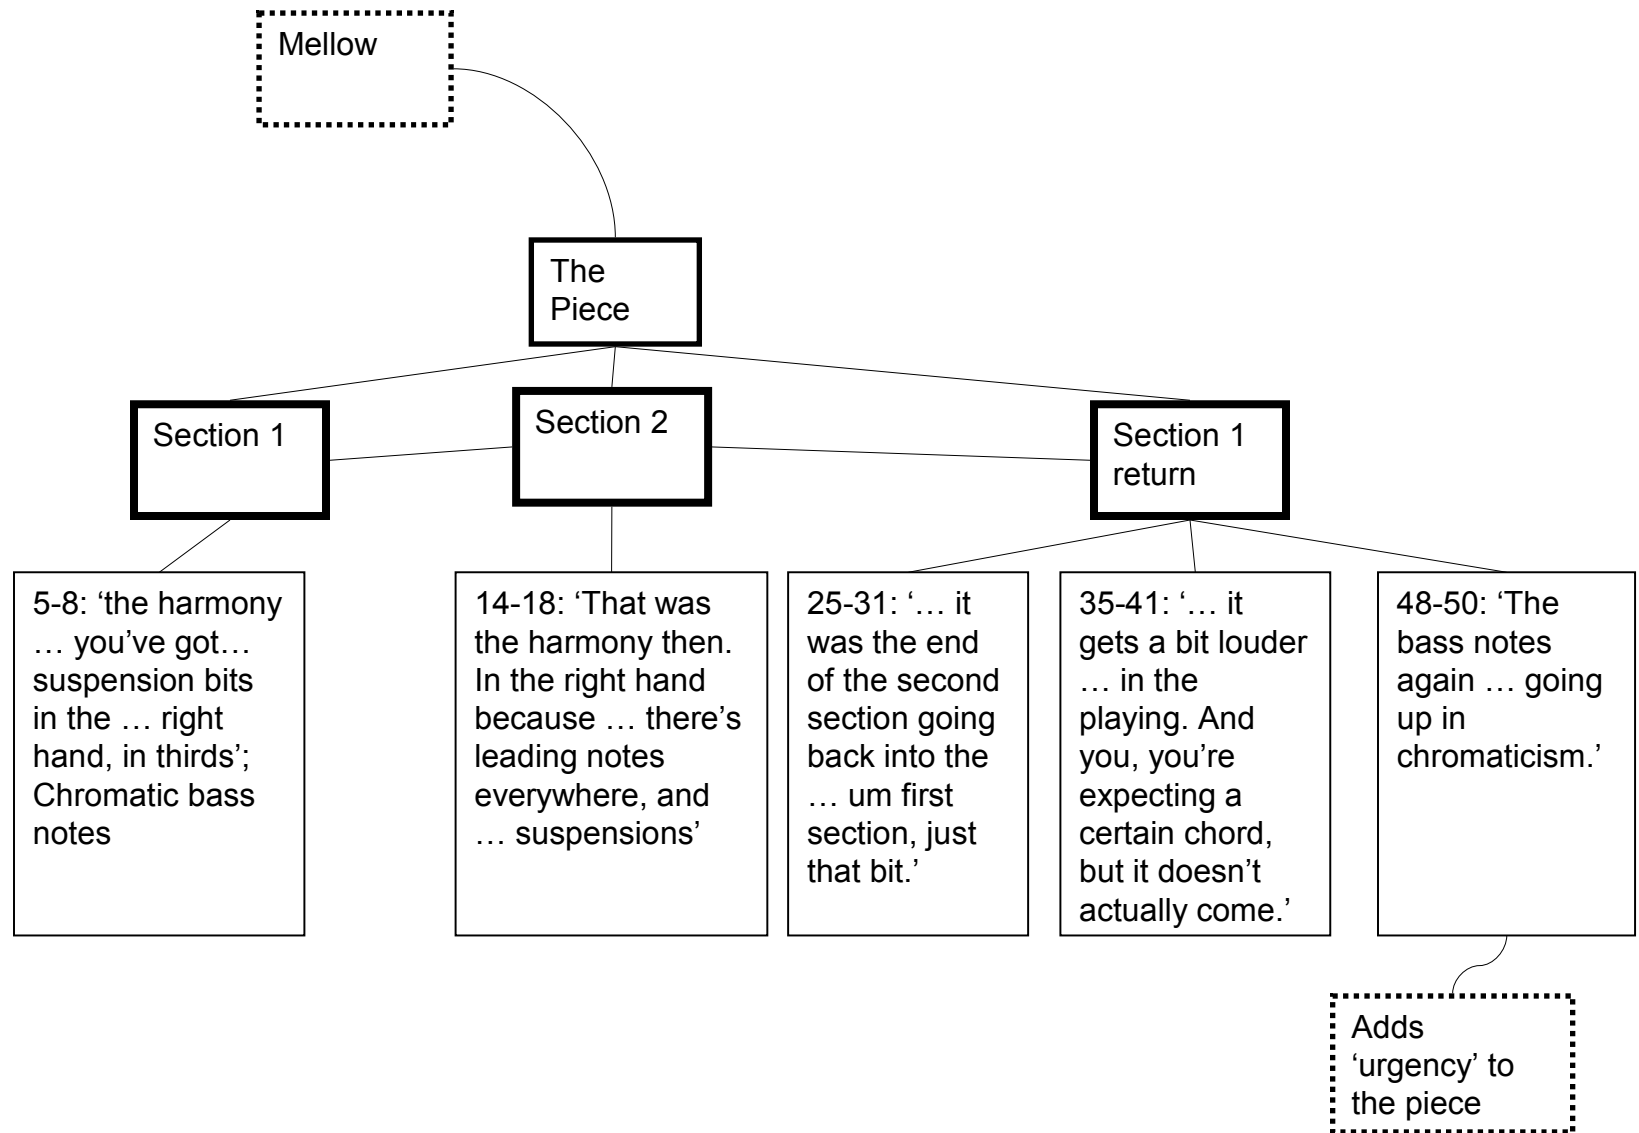 Mellow
The
Piece
Section 1
Section 2
Section 1
return
5-8: ‘the harmony
… you’ve got…
suspension bits
in the … right
hand, in thirds’;
Chromatic bass
notes
14-18: ‘That was
the harmony then.
In the right hand
because … there’s
leading notes
everywhere, and
… suspensions’
25-31: ‘… it
was the end
of the second
section going
back into the
… um first
section, just
that bit.’
35-41: ‘… it
gets a bit louder
… in the
playing. And
you, you’re
expecting a
certain chord,
but it doesn’t
actually come.’
48-50: ‘The
bass notes
again … going
up in
chromaticism.’
Adds
‘urgency’ to
the piece